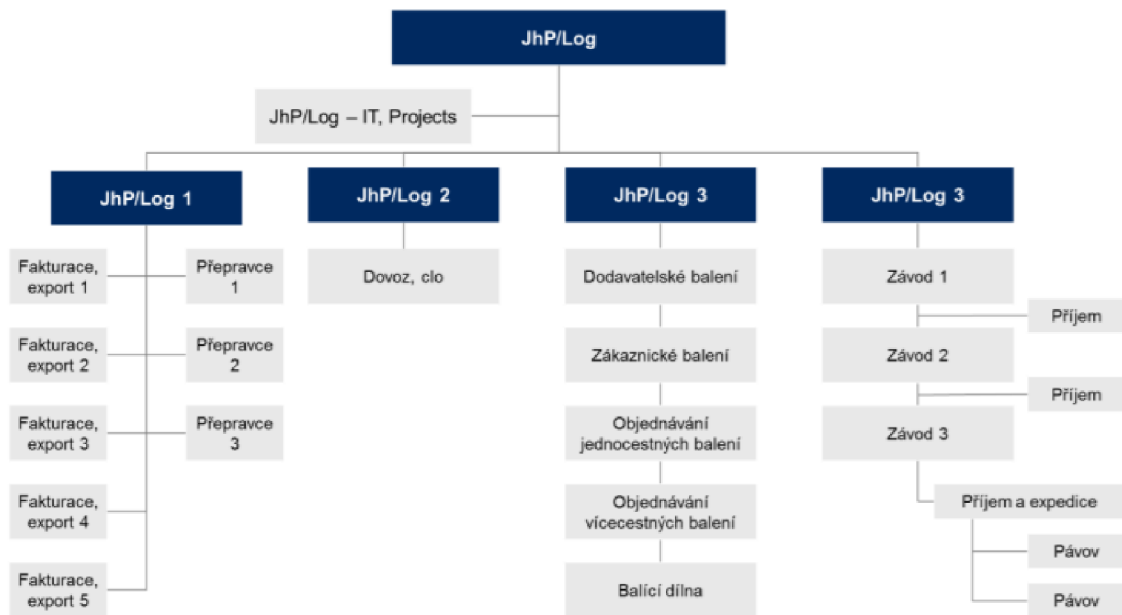 JhP/Log
JhP/Log – IT, Projects
JhP/Log 1
JhP/Log 2
JhP/Log 3
JhP/Log 3
Fakturace,
export 1
Přepravce
1
Fakturace,
export 2
Přepravce
2
Fakturace,
export 3
Přepravce
3
Fakturace,
export 4
Fakturace,
export 5
Dovoz, clo
Dodavatelské balení
Zákaznické balení
Objednávání
jednocestných balení
Objednávání
vícecestných balení
Balící dílna
Závod 1
Příjem
Závod 2
Příjem
Závod 3
Příjem a expedice
Pávov
Pávov